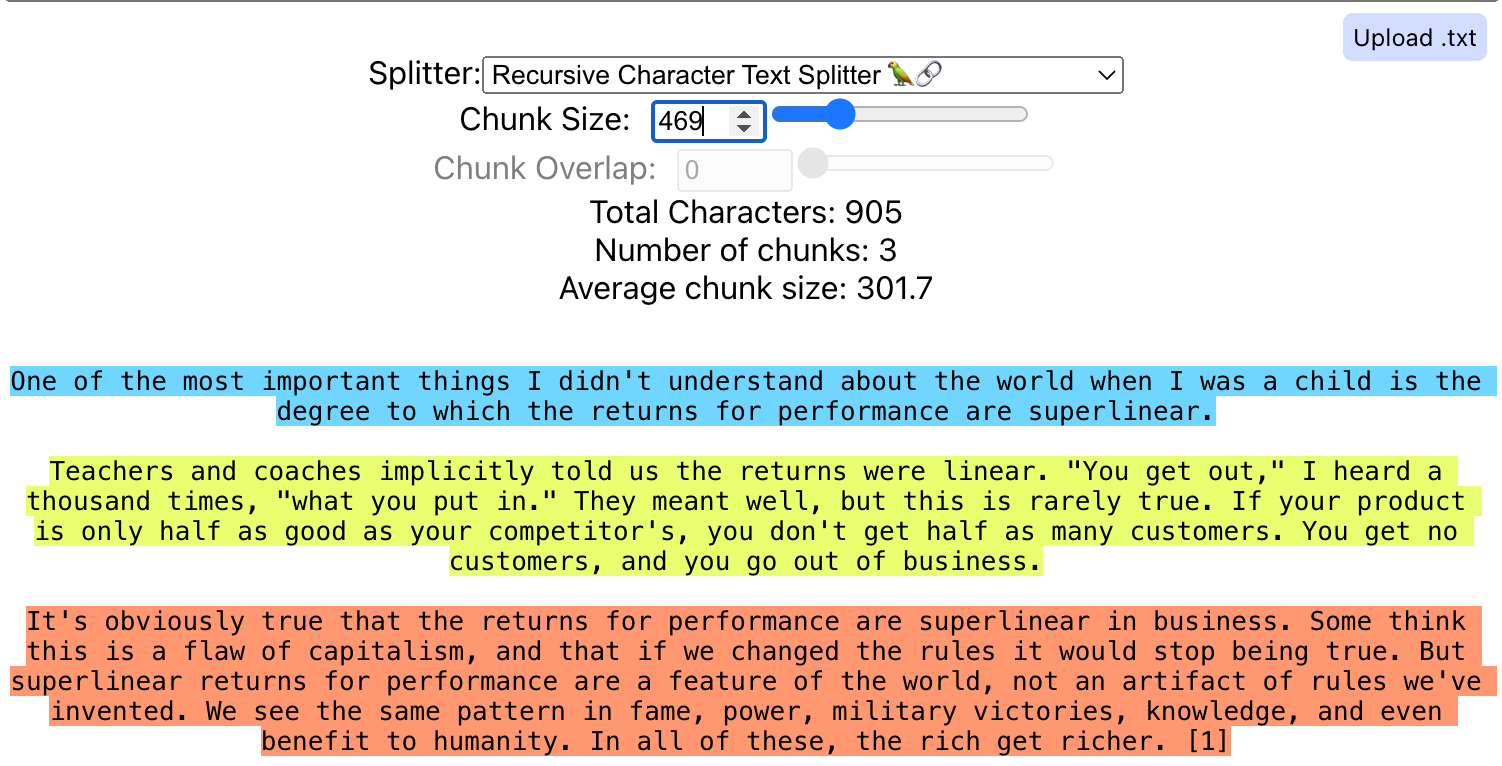 Upload .txt
Splitter: Recursive Character Text Splitter 🦜🔗
Chunk Size: 469
Chunk Overlap: 0
Total Characters: 905
Number of chunks: 3
Average chunk size: 301.7
One of the most important things I didn't understand about the world when I was a child is the
degree to which the returns for performance are superlinear.
Teachers and coaches implicitly told us the returns were linear. "You get out," I heard a
thousand times, "what you put in." They meant well, but this is rarely true. If your product
is only half as good as your competitor's, you don't get half as many customers. You get no
customers, and you go out of business.
It's obviously true that the returns for performance are superlinear in business. Some think
this is a flaw of capitalism, and that if we changed the rules it would stop being true. But
superlinear returns for performance are a feature of the world, not an artifact of rules we've
invented. We see the same pattern in fame, power, military victories, knowledge, and even
benefit to humanity. In all of these, the rich get richer. [1]